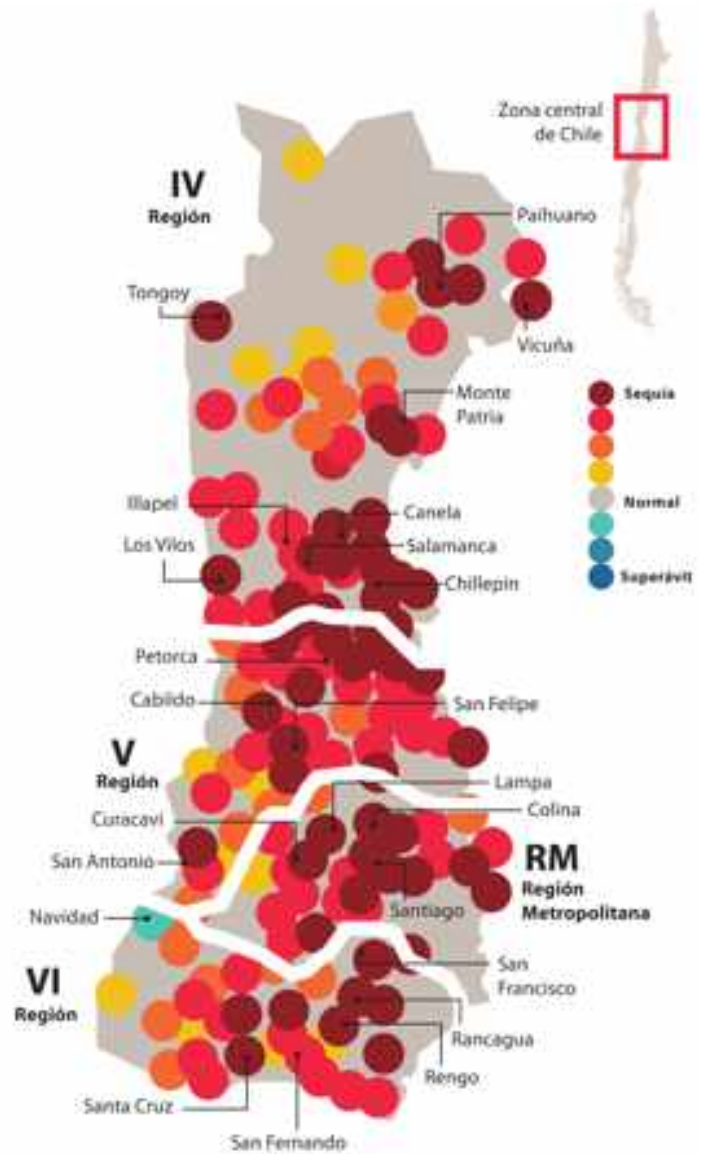 Zona central
de Chile
IV
Región
Paihuano
Tongoy
Vicuña
Monte
Patria
Sequía
Normal
Superávit
Illapel
Canela
Los Vilos
Salamanca
Chillepin
Petorca
Cabildo
San Felipe
V
Región
Lampa
Colina
Curacaví
San Antonio
RM
Región
Metropolitana
Santiago
Navidad
VI
Región
San
Francisco
Rancagua
Rengo
Santa Cruz
San Fernando